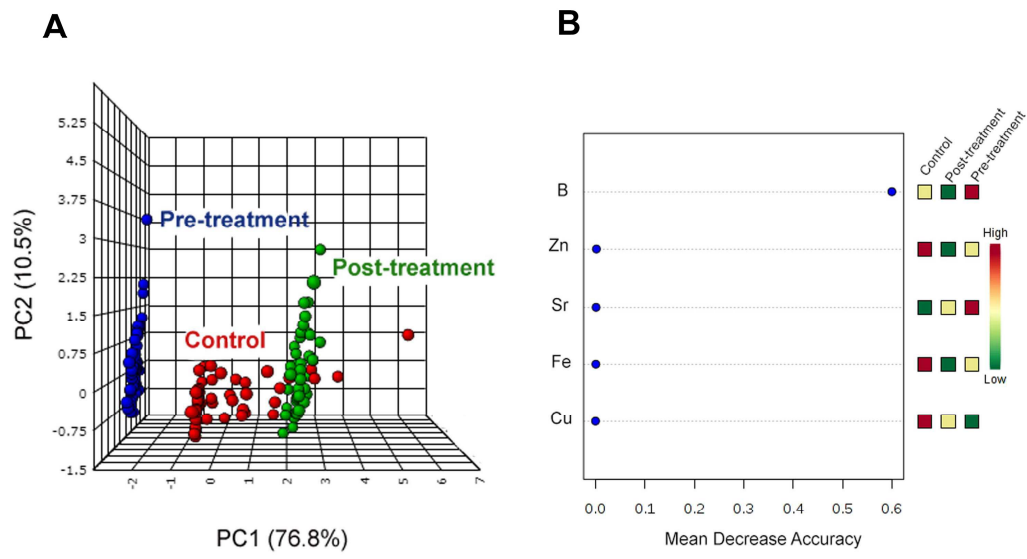 A
5.25
4.5
3.75
3
2.25
1.5
0.75
0
-0.75
-1.5
PC2 (10.5%)
Pre-treatment
Post-treatment
Control
-2
-1
0
1
2
3
4
5
6
7
PC1 (76.8%)
B
B
Zn
Sr
Fe
Cu
0.0 0.1 0.2 0.3 0.4 0.5 0.6
Mean Decrease Accuracy
Control
Post-treatment
Pre-treatment
High
Low